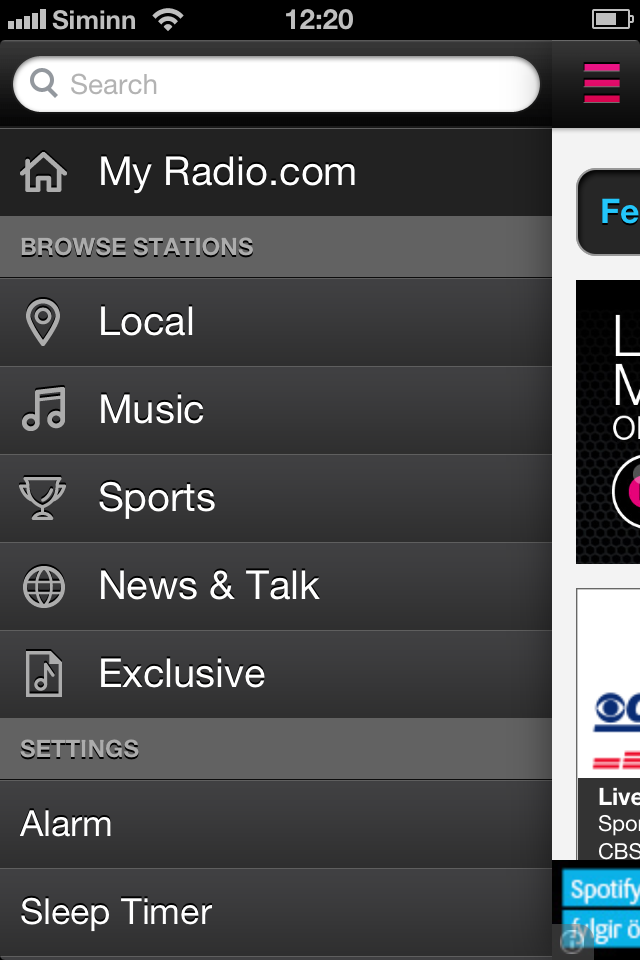 Siminn 12:20
Search
My Radio.com
BROWSE STATIONS
Local
Music
Sports
News & Talk
Exclusive
SETTINGS
Alarm
Sleep Timer
Fe
L
M
Live
Spor
CBS
Spotify
fylgir ö